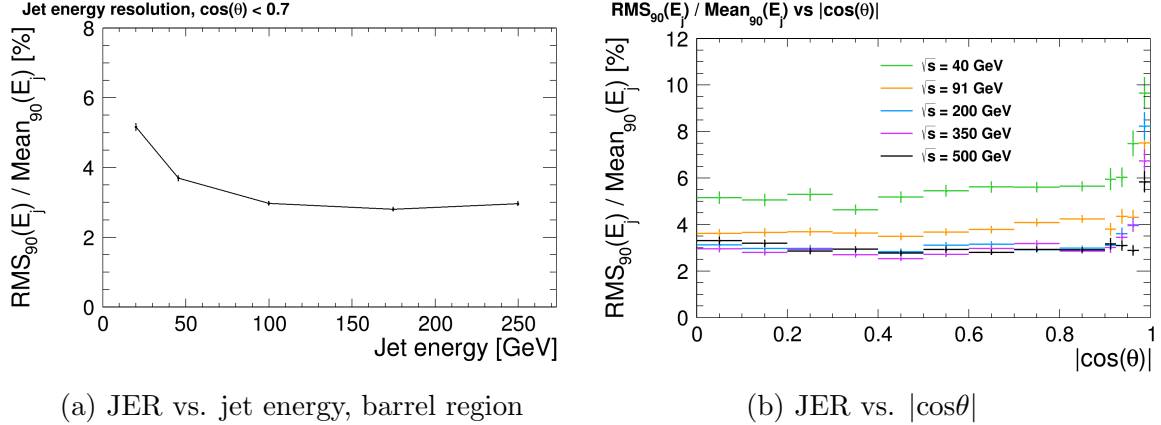 Jet energy resolution, cos(θ) < 0.7
RMS90(Ej) / Mean90(Ej) [%]
8
6
4
2
0
0 50 100 150 200 250
Jet energy [GeV]
(a) JER vs. jet energy, barrel region
RMS90(Ej) / Mean90(Ej) vs |cos(θ)|
RMS90(Ej) / Mean90(Ej) [%]
12
10
8
6
4
2
0
√s = 40 GeV
√s = 91 GeV
√s = 200 GeV
√s = 350 GeV
√s = 500 GeV
0 0.2 0.4 0.6 0.8 1
|cos(θ)|
(b) JER vs. |cosθ|